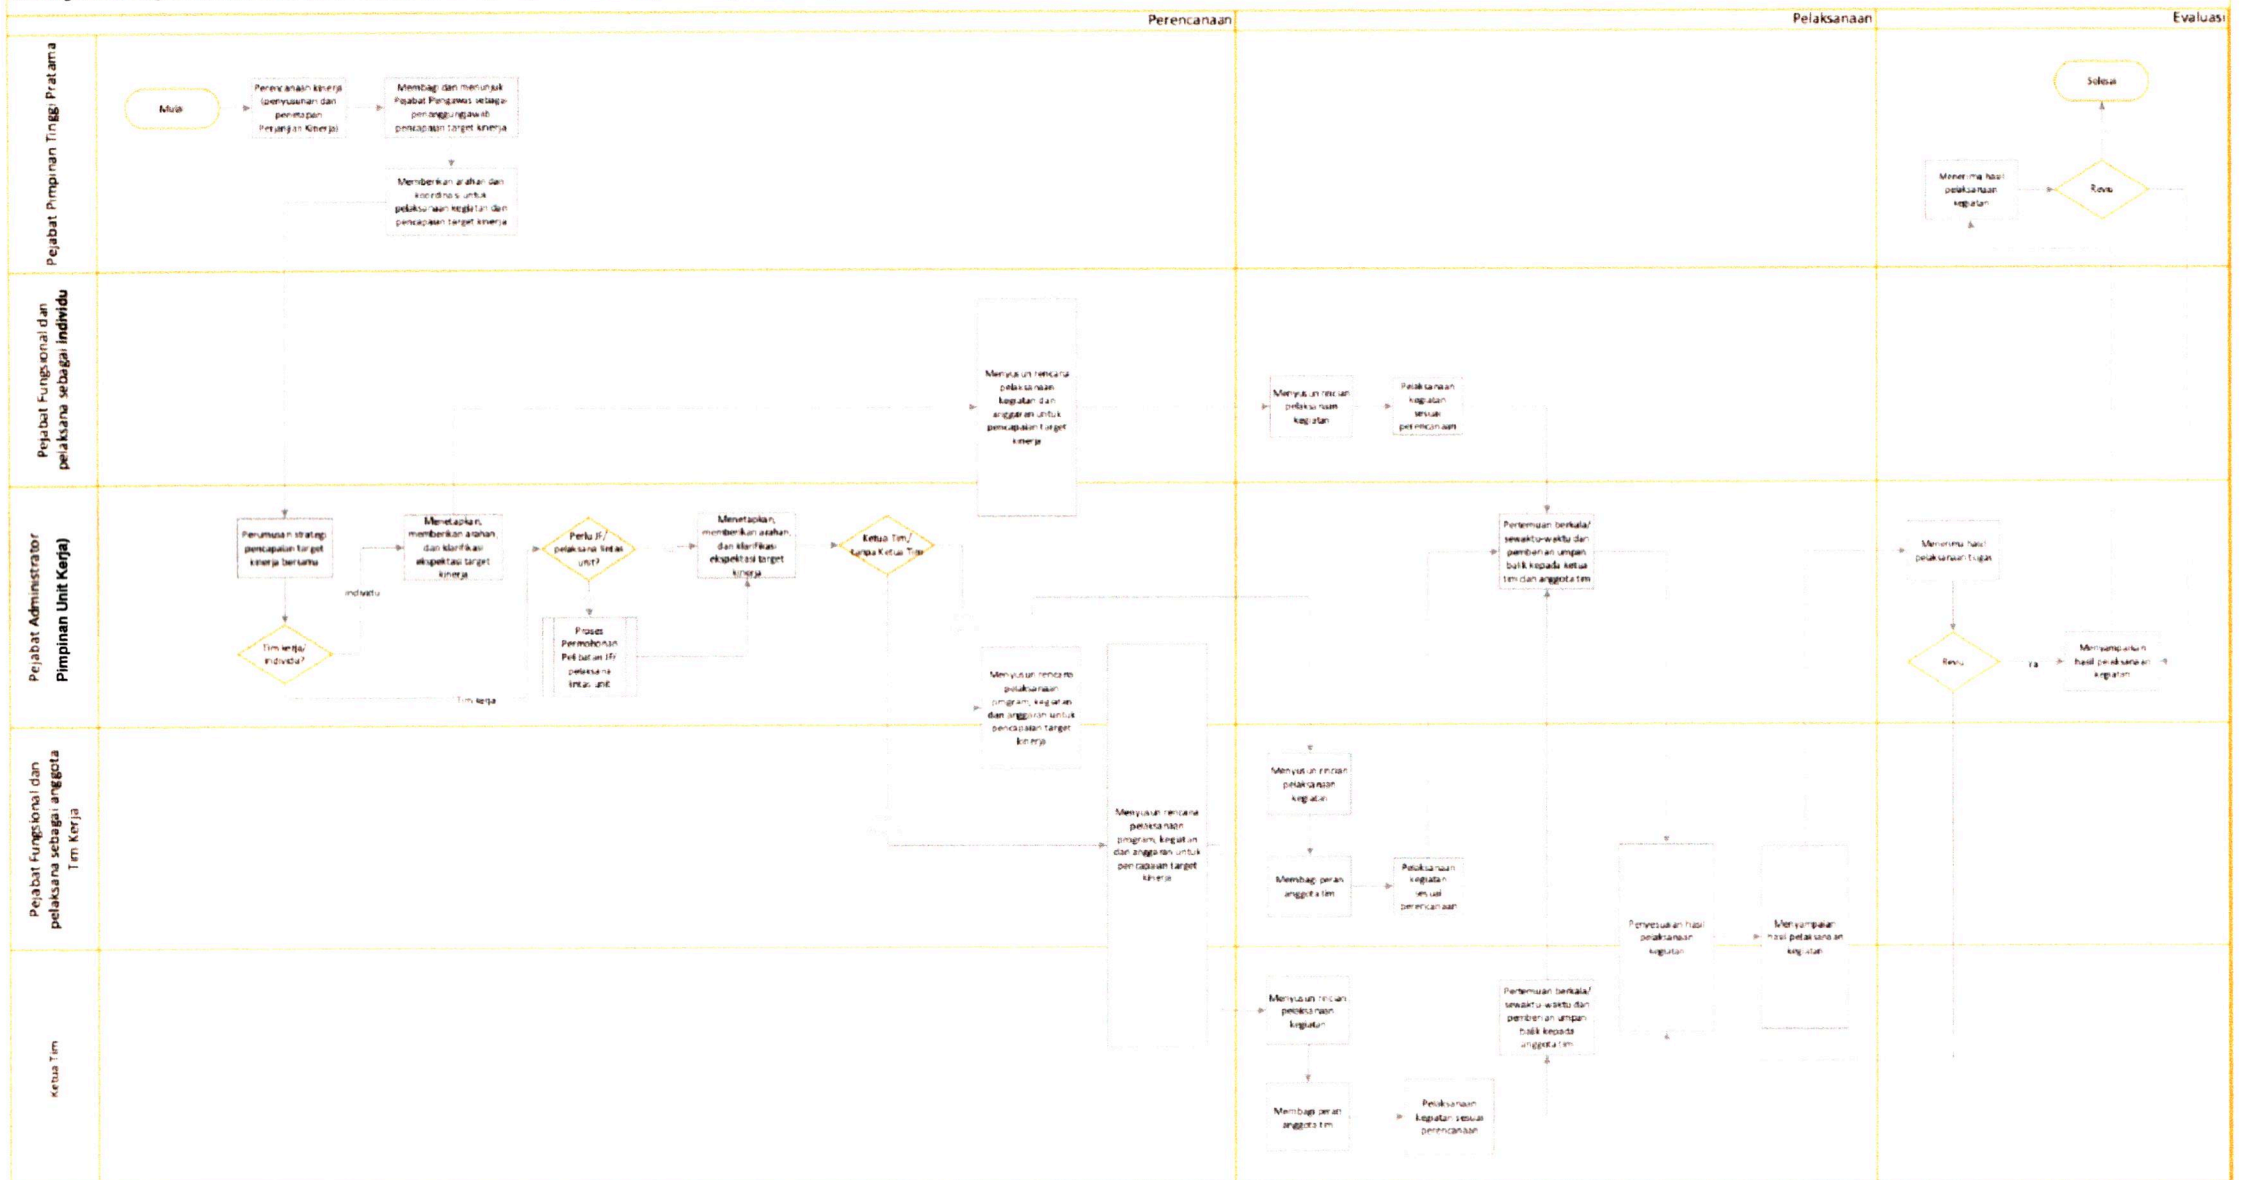 Perencanaan
Pelaksanaan
Evaluasi
Pejabat Pimpinan Tinggi Pratama
Mulai
Perencanaan kinerja
(penyusunan dan
penetapan
Perjanjian Kinerja)
Membagi dan menunjuk
Pejabat Pengawas sebagai
penanggungjawab
pencapaian target kinerja
Memberikan arahan dan
koordinasi untuk
pelaksanaan kegiatan dan
pencapaian target kinerja
Selesai
Menerima hasil
pelaksanaan
kegiatan
Reviu
Pejabat Fungsional dan
pelaksana sebagai individu
Menyusun rencana
pelaksanaan
kegiatan dan
anggaran untuk
pencapaian target
kinerja
Menyusun rincian
pelaksanaan
kegiatan
Pelaksanaan
kegiatan
sesuai
perencanaan
Pejabat Administrator
(Pimpinan Unit Kerja)
Perumusan strategi
pencapaian target
kinerja bersama
Tim kerja/
individu?
individu
Tim kerja
Menetapkan,
memberikan arahan,
dan klarifikasi
ekspektasi target
kinerja
Perlu JF/
pelaksana lintas
unit?
Proses
Permohonan
Pelibatan JF/
pelaksana
lintas unit
Menetapkan,
memberikan arahan,
dan klarifikasi
ekspektasi target
kinerja
Ketua Tim/
tanpa Ketua Tim
Menyusun rencana
pelaksanaan
program, kegiatan
dan anggaran untuk
pencapaian target
kinerja
Pertemuan berkala/
sewaktu-waktu dan
pemberian umpan
balik kepada ketua
tim dan anggota tim
Menerima hasil
pelaksanaan tugas
Reviu
Ya
Menyampaikan
hasil pelaksanaan
kegiatan
Pejabat Fungsional dan
pelaksana sebagai anggota
Tim Kerja
Menyusun rencana
pelaksanaan
program, kegiatan
dan anggaran untuk
pencapaian target
kinerja
Menyusun rincian
pelaksanaan
kegiatan
Membagi peran
anggota tim
Pelaksanaan
kegiatan
sesuai
perencanaan
Penyesuaian hasil
pelaksanaan
kegiatan
Menyampaian
hasil pelaksanaan
kegiatan
Ketua Tim
Menyusun rincian
pelaksanaan
kegiatan
Membagi peran
anggota tim
Pelaksanaan
kegiatan sesuai
perencanaan
Pertemuan berkala/
sewaktu-waktu dan
pemberian umpan
balik kepada
anggota tim